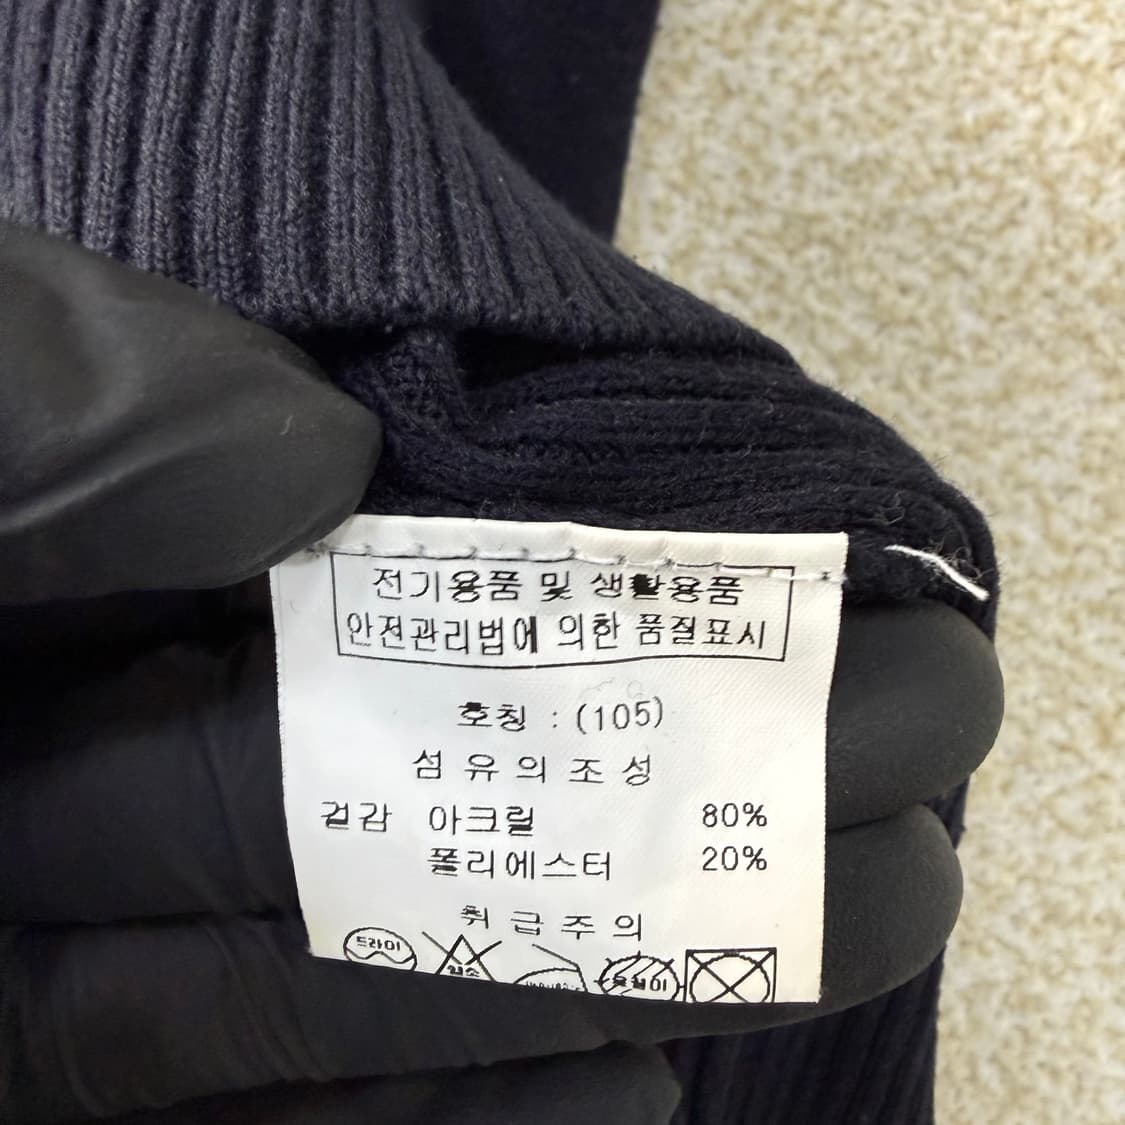 전기용품 및 생활용품
안전관리법에 의한 품질표시
호칭 : (105)
섬유의조성
겉감 아크릴 80%
폴리에스터 20%
취급주의
드라이 염소